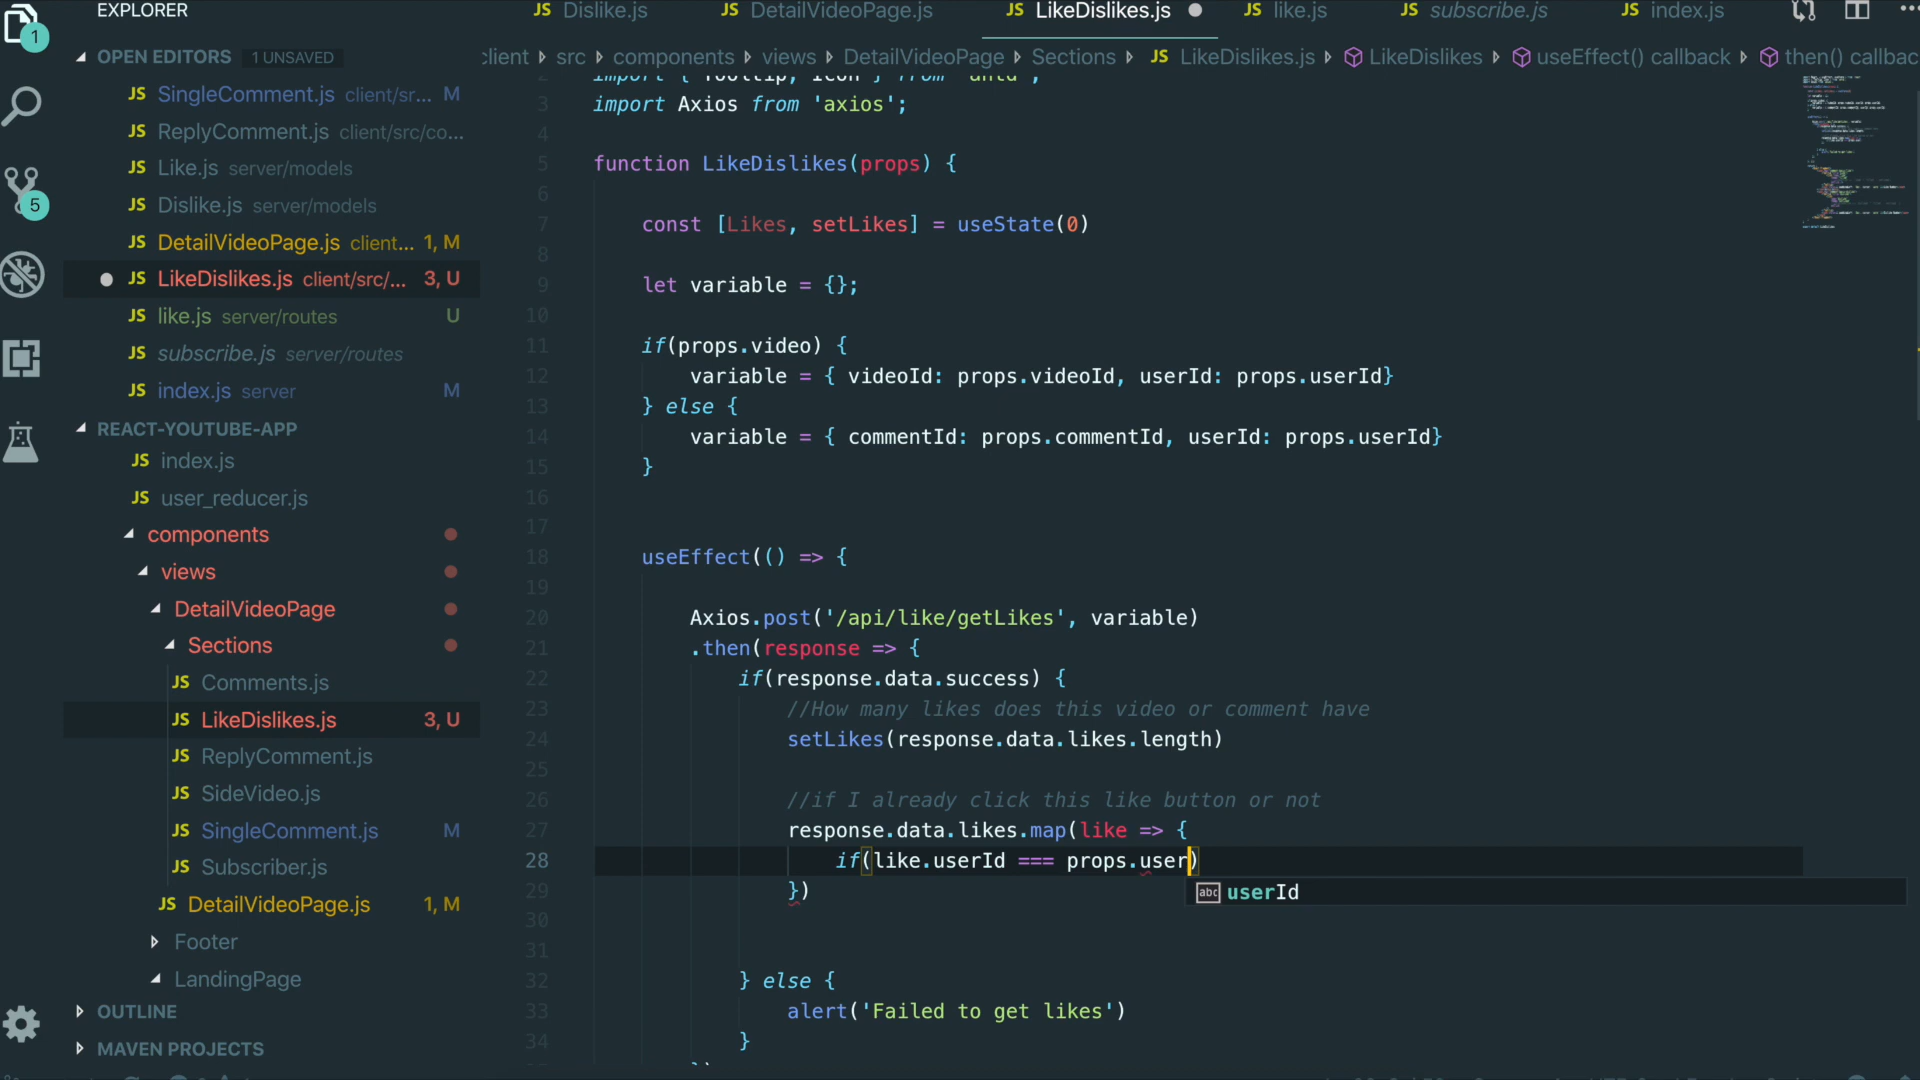 EXPLORER
JS Dislike.js JS DetailVideoPage.js JS LikeDislikes.js JS like.js JS subscribe.js JS index.js
1
OPEN EDITORS 1 UNSAVED
JS SingleComment.js client/sr... M
JS ReplyComment.js client/src/co...
JS Like.js server/models
5
JS Dislike.js server/models
JS DetailVideoPage.js client... 1, M
JS LikeDislikes.js client/src/... 3, U
JS like.js server/routes U
JS subscribe.js server/routes
JS index.js server M
REACT-YOUTUBE-APP
JS index.js
JS user_reducer.js
components
views
DetailVideoPage
Sections
JS Comments.js
JS LikeDislikes.js 3, U
JS ReplyComment.js
JS SideVideo.js
JS SingleComment.js M
JS Subscriber.js
JS DetailVideoPage.js 1, M
Footer
LandingPage
OUTLINE
MAVEN PROJECTS
client src components views DetailVideoPage Sections JS LikeDislikes.js LikeDislikes useEffect() callback then() callbac
2 import { Tooltip, Icon } from 'antd';
3 import Axios from 'axios';
4
5 function LikeDislikes(props) {
6
7 const [Likes, setLikes] = useState(0)
8
9 let variable = {};
10
11 if(props.video) {
12 variable = { videoId: props.videoId, userId: props.userId}
13 } else {
14 variable = { commentId: props.commentId, userId: props.userId}
15 }
16
17
18 useEffect(() => {
19
20 Axios.post('/api/like/getLikes', variable)
21 .then(response => {
22 if(response.data.success) {
23 //How many likes does this video or comment have
24 setLikes(response.data.likes.length)
25
26 //if I already click this like button or not
27 response.data.likes.map(like => {
28 if(like.userId === props.user)
29 })
abc userId
30
31
32 } else {
33 alert('Failed to get likes')
34 }